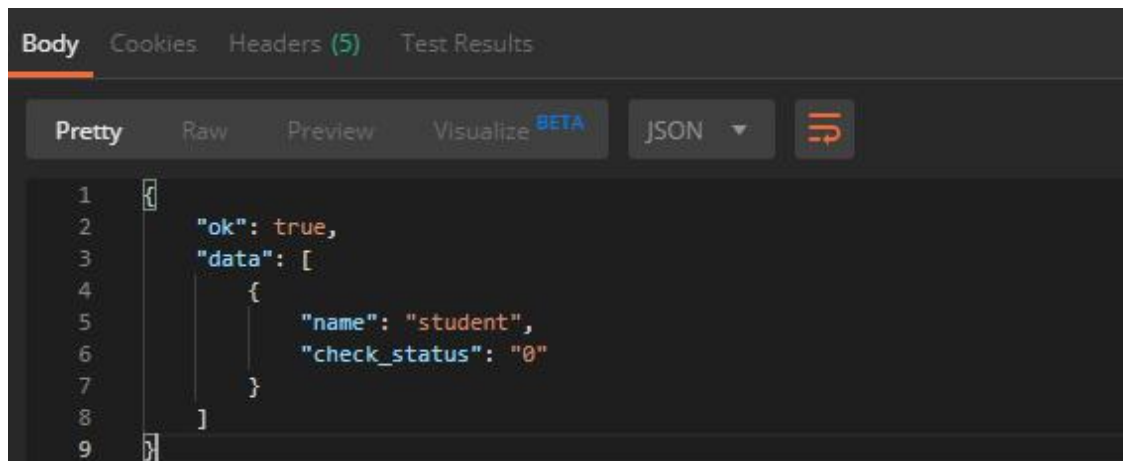 Body Cookies Headers (5) Test Results
Pretty Raw Preview Visualize BETA JSON
1 {
2 "ok": true,
3 "data": [
4 {
5 "name": "student",
6 "check_status": "0"
7 }
8 ]
9 }